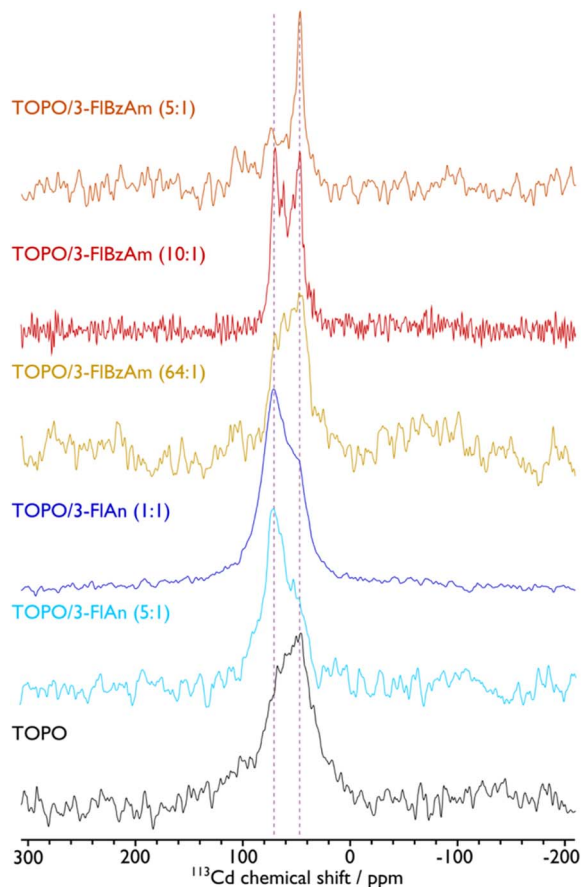 TOPO/3-FlBzAm (5:1)
TOPO/3-FlBzAm (10:1)
TOPO/3-FlBzAm (64:1)
TOPO/3-FlAn (1:1)
TOPO/3-FlAn (5:1)
TOPO
300 200 100 0 -100 -200
¹¹³Cd chemical shift / ppm